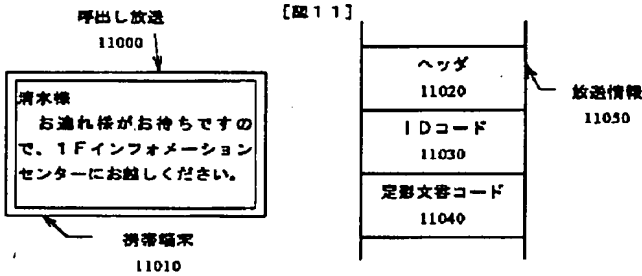 [図11]
呼出し放送
11000
清水様
お連れ様がお待ちですの
で、1Fインフォメーション
センターにお越しください。
携帯端末
11010
ヘッダ
11020
IDコード
11030
定形文書コード
11040
放送情報
11050